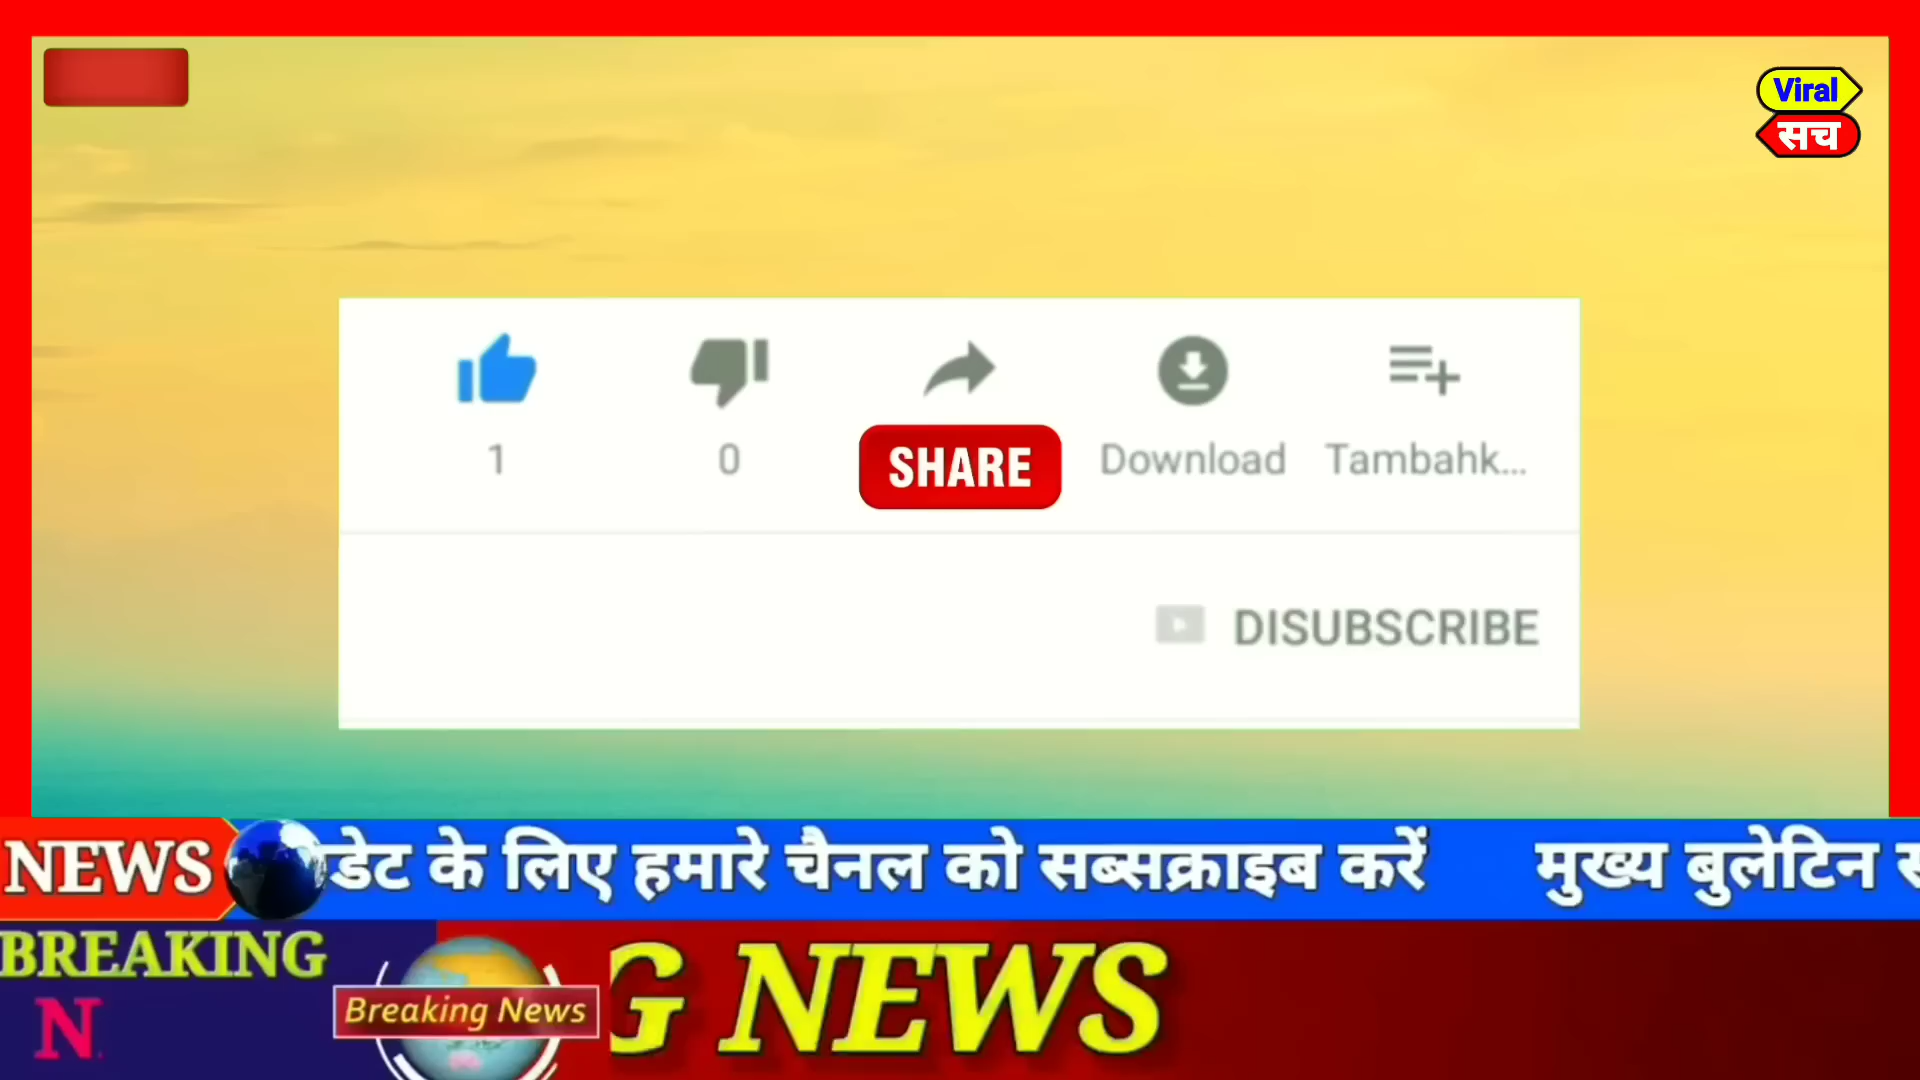 Viral
सच
1
0
SHARE
Download
Tambahk...
DISUBSCRIBE
NEWS
डेट के लिए हमारे चैनल को सब्सक्राइब करें
मुख्य बुलेटिन
BREAKING
N
Breaking News
G NEWS